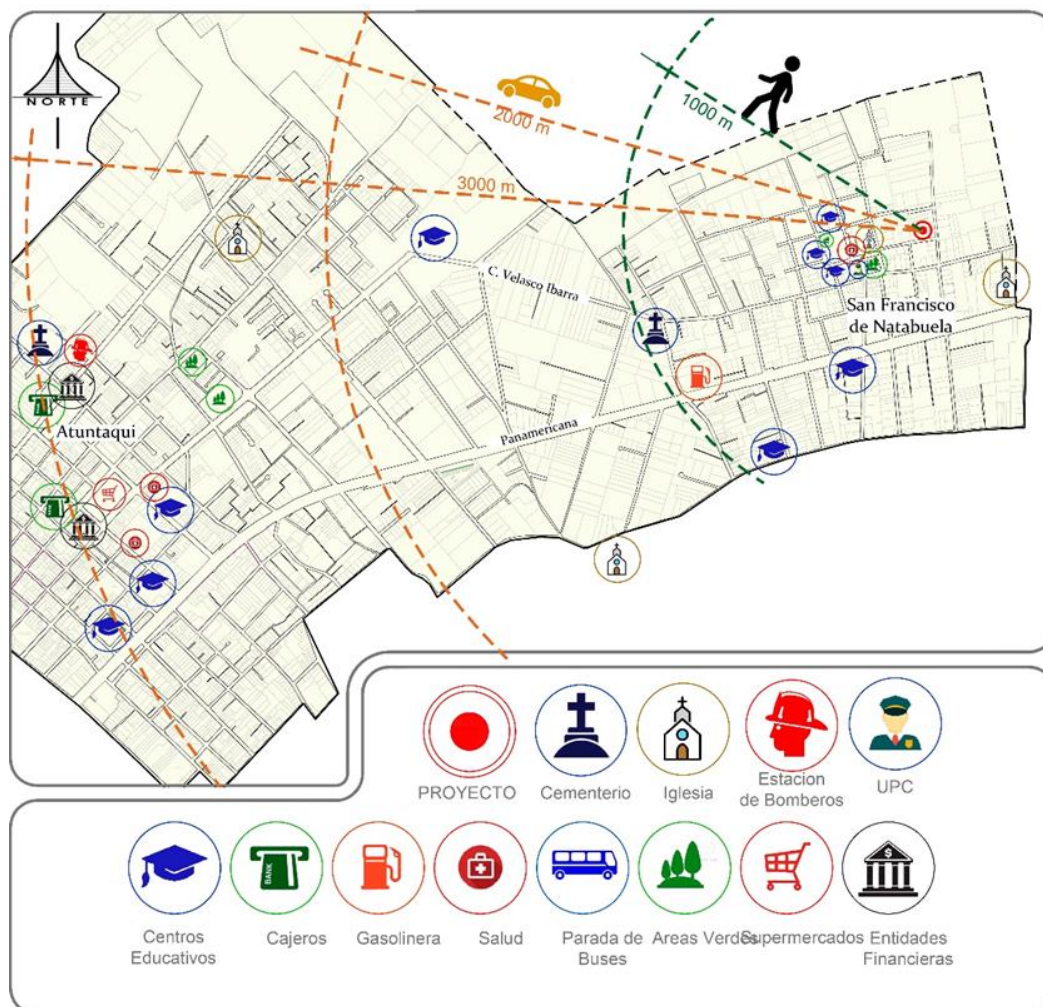 NORTE
2000 m
1000 m
3000 m
C. Velasco Ibarra
San Francisco
de Natabuela
Atuntaqui
Panamericana
PROYECTO
Cementerio
Iglesia
Estacion
de Bomberos
UPC
BANK
$
Centros
Educativos
Cajeros
Gasolinera
Salud
Parada de
Buses
Areas Verdes
Supermercados
Entidades
Financieras